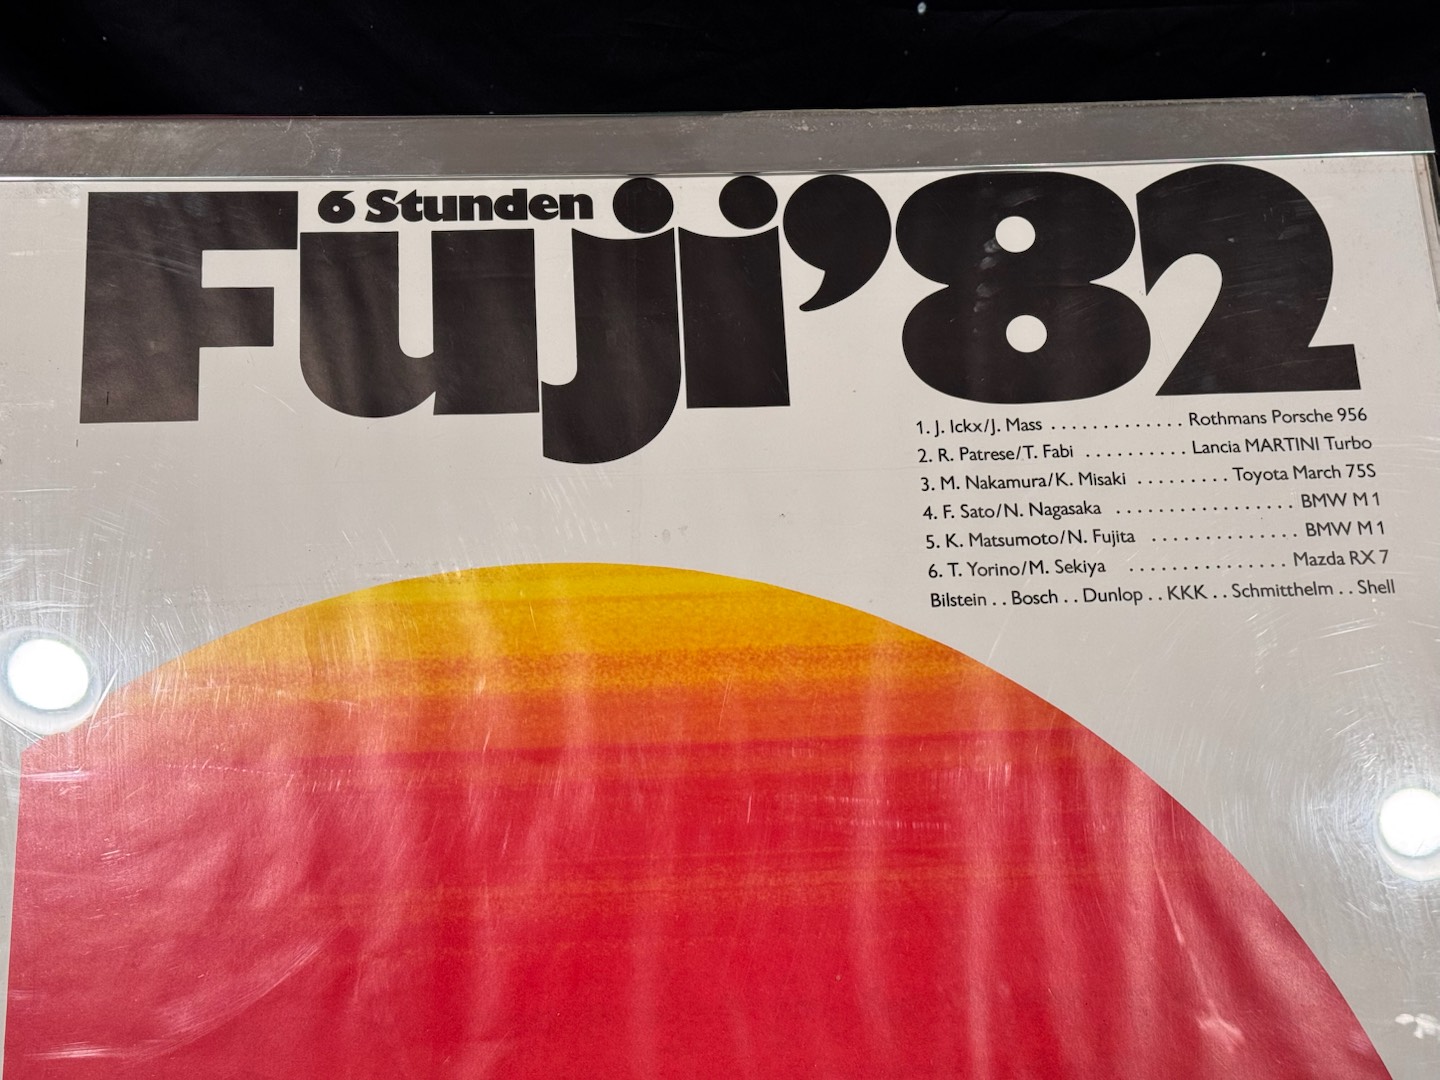 6 Stunden
Fuji '82
1. J. Ickx/J. Mass . . . . . . . . . . . . . Rothmans Porsche 956
2. R. Patrese/T. Fabi . . . . . . . . . . Lancia MARTINI Turbo
3. M. Nakamura/K. Misaki . . . . . . . . . Toyota March 75S
4. F. Sato/N. Nagasaka . . . . . . . . . . . . . . . . . BMW M 1
5. K. Matsumoto/N. Fujita . . . . . . . . . . . . . . BMW M 1
6. T. Yorino/M. Sekiya . . . . . . . . . . . . . . . Mazda RX 7
Bilstein . . Bosch . . Dunlop . . KKK . . Schmitthelm . . Shell